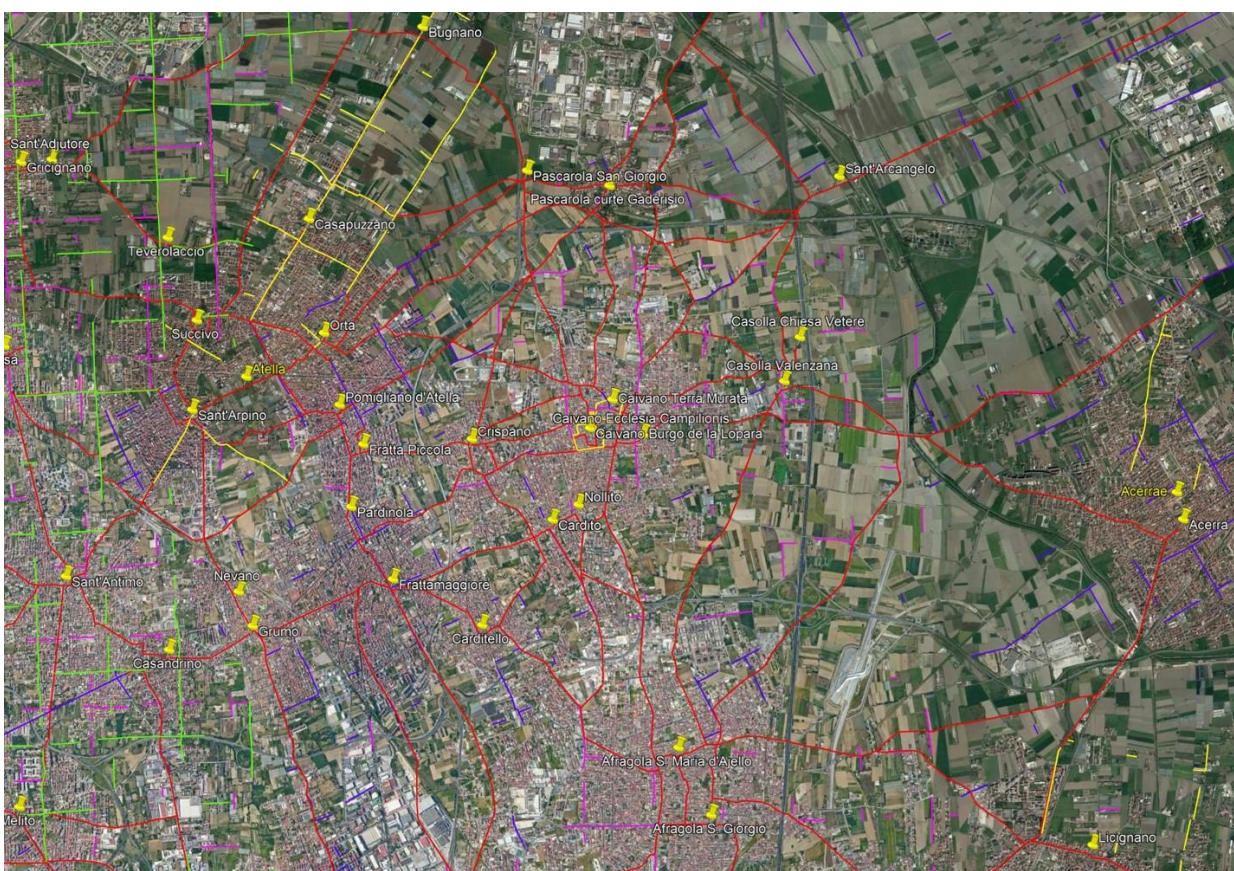 Bugnano
Sant'Adjutore
Gricignano
Pascarola San Giorgio
Sant'Arcangelo
Pascarola curte Gaderisio
Casapuzzano
Teverolaccio
Succivo
Orta
Casolla Chiesa Vetere
Atella
Casolla Valenzana
Pomigliano d'Atella
Caivano Terra Murata
Sant'Arpino
Caivano Ecclesia Campilionis
Crispano
Caivano Burgo de la Lopara
Fratta Piccola
Acerrae
Pardinola
Nollito
Cardito
Acerra
Sant'Antimo
Nevano
Frattamaggiore
Grumo
Carditello
Casandrino
Afragola S. Maria d'Ajello
Melito
Afragola S. Giorgio
Licignano